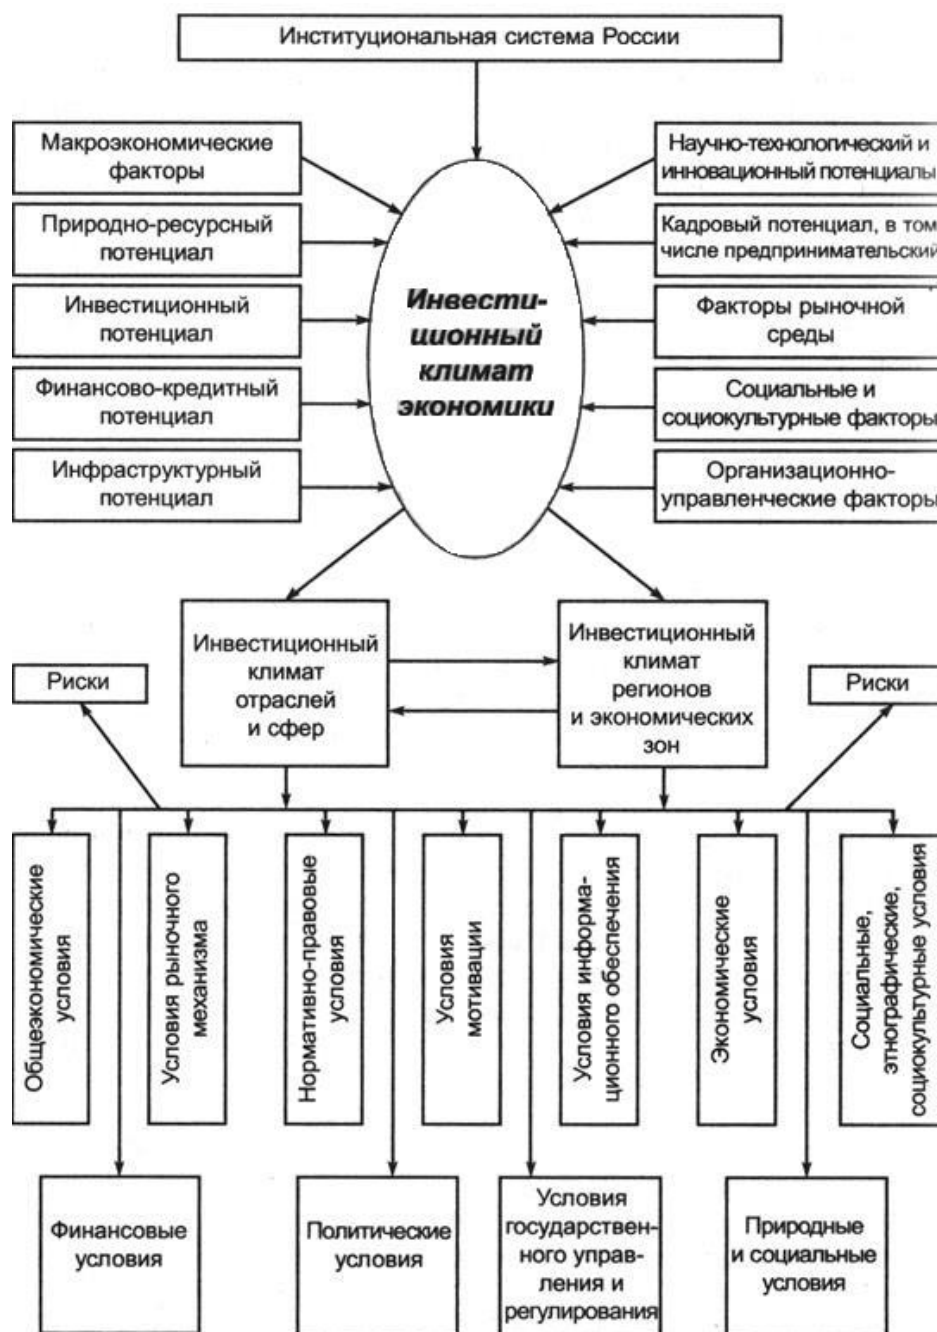 Институциональная система России
Макроэкономические
факторы
Природно-ресурсный
потенциал
Инвестиционный
потенциал
Финансово-кредитный
потенциал
Инфраструктурный
потенциал
Инвести-
ционный
климат
экономики
Научно-технологический и
инновационный потенциалы
Кадровый потенциал, в том
числе предпринимательский
Факторы рыночной
среды
Социальные и
социокультурные факторы
Организационно-
управленческие факторы
Инвестиционный
климат
отраслей
и сфер
Инвестиционный
климат
регионов
и экономических
зон
Риски
Риски
Общеэкономические
условия
Условия рыночного
механизма
Нормативно-правовые
условия
Условия
мотивации
Условия информа-
ционного обеспечения
Экономические
условия
Социальные,
этнографические,
социокультурные условия
Финансовые
условия
Политические
условия
Условия
государствен-
ного управ-
ления и
регулирования
Природные
и социальные
условия